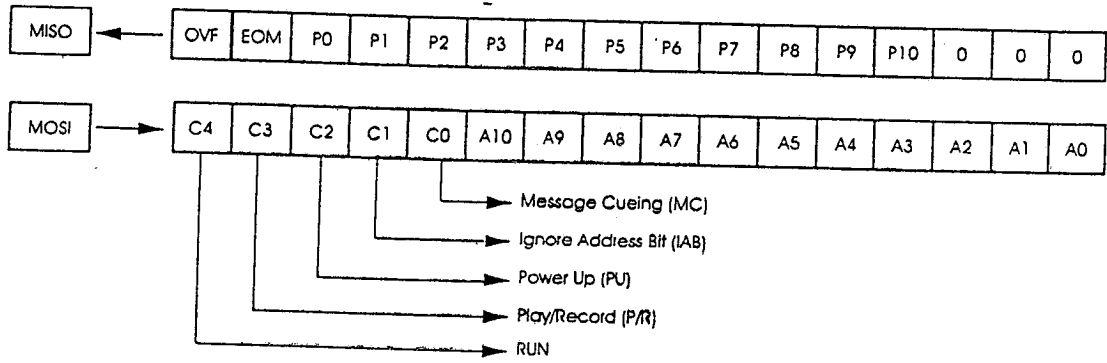 MISO OVF EOM P0 P1 P2 P3 P4 P5 P6 P7 P8 P9 P10 0 0 0
MOSI C4 C3 C2 C1 C0 A10 A9 A8 A7 A6 A5 A4 A3 A2 A1 A0
Message Cueing (MC)
Ignore Address Bit (IAB)
Power Up (PU)
Play/Record (P/R)
RUN